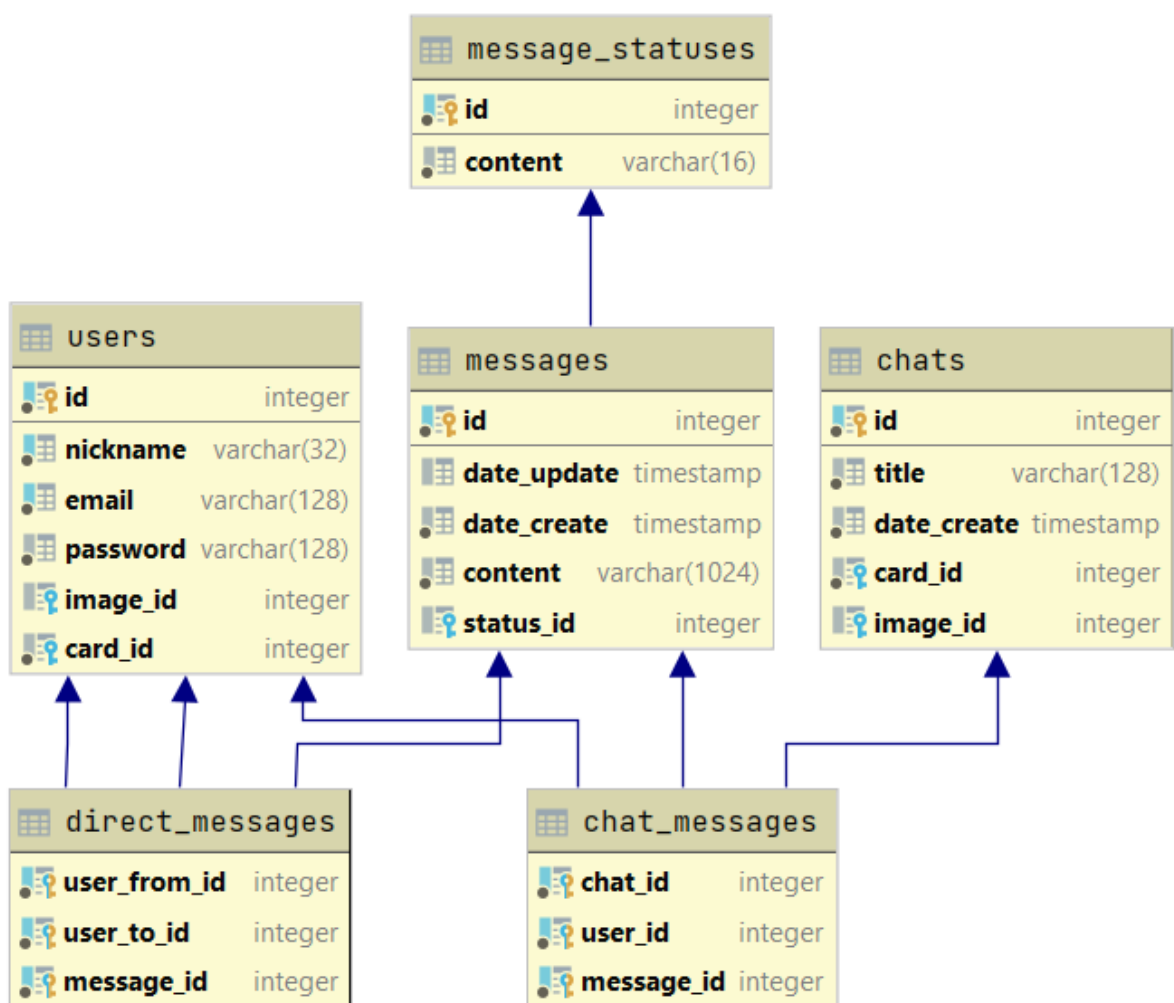 message_statuses
id integer
content varchar(16)
users
id integer
nickname varchar(32)
email varchar(128)
password varchar(128)
image_id integer
card_id integer
messages
id integer
date_update timestamp
date_create timestamp
content varchar(1024)
status_id integer
chats
id integer
title varchar(128)
date_create timestamp
card_id integer
image_id integer
direct_messages
user_from_id integer
user_to_id integer
message_id integer
chat_messages
chat_id integer
user_id integer
message_id integer